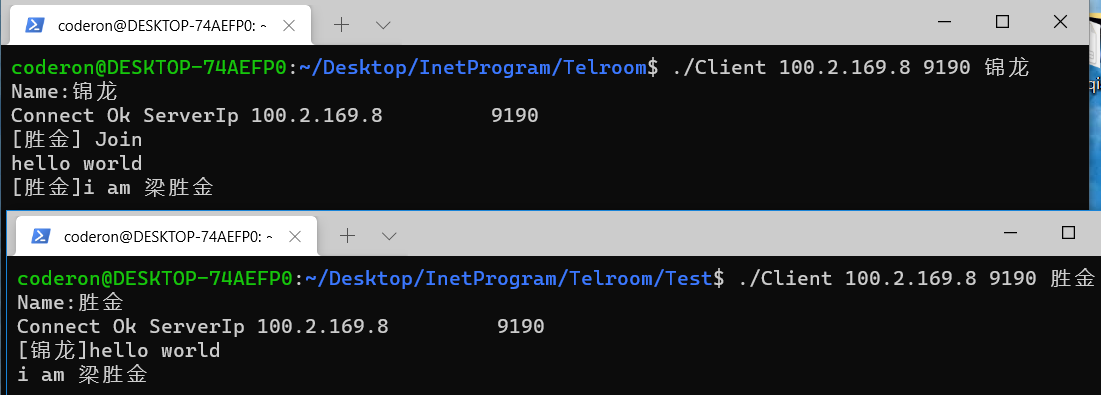 coderon@DESKTOP-74AEFP0: ~
coderon@DESKTOP-74AEFP0:~/Desktop/InetProgram/Telroom$ ./Client 100.2.169.8 9190 锦龙
Name:锦龙
Connect Ok ServerIp 100.2.169.8         9190
[胜金] Join
hello world
[胜金]i am 梁胜金
coderon@DESKTOP-74AEFP0: ~
coderon@DESKTOP-74AEFP0:~/Desktop/InetProgram/Telroom/Test$ ./Client 100.2.169.8 9190 胜金
Name:胜金
Connect Ok ServerIp 100.2.169.8         9190
[锦龙]hello world
i am 梁胜金